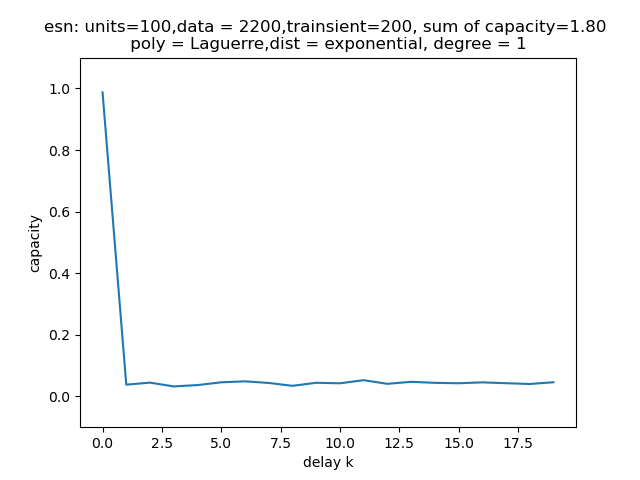 esn: units=100,data = 2200,trainsient=200, sum of capacity=1.80
poly = Laguerre,dist = exponential, degree = 1
1.0
0.8
0.6
0.4
0.2
0.0
capacity
0.0 2.5 5.0 7.5 10.0 12.5 15.0 17.5
delay k